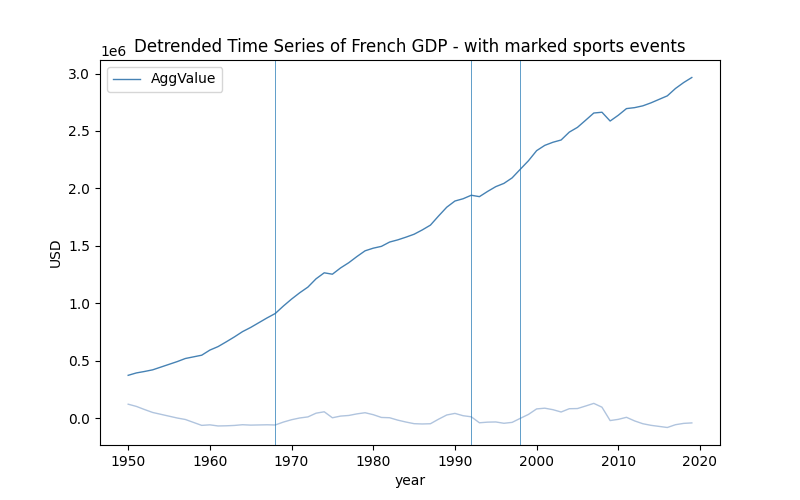 Detrended Time Series of French GDP - with marked sports events
1e6
AggValue
3.0
2.5
2.0
1.5
1.0
0.5
0.0
USD
1950 1960 1970 1980 1990 2000 2010 2020
year